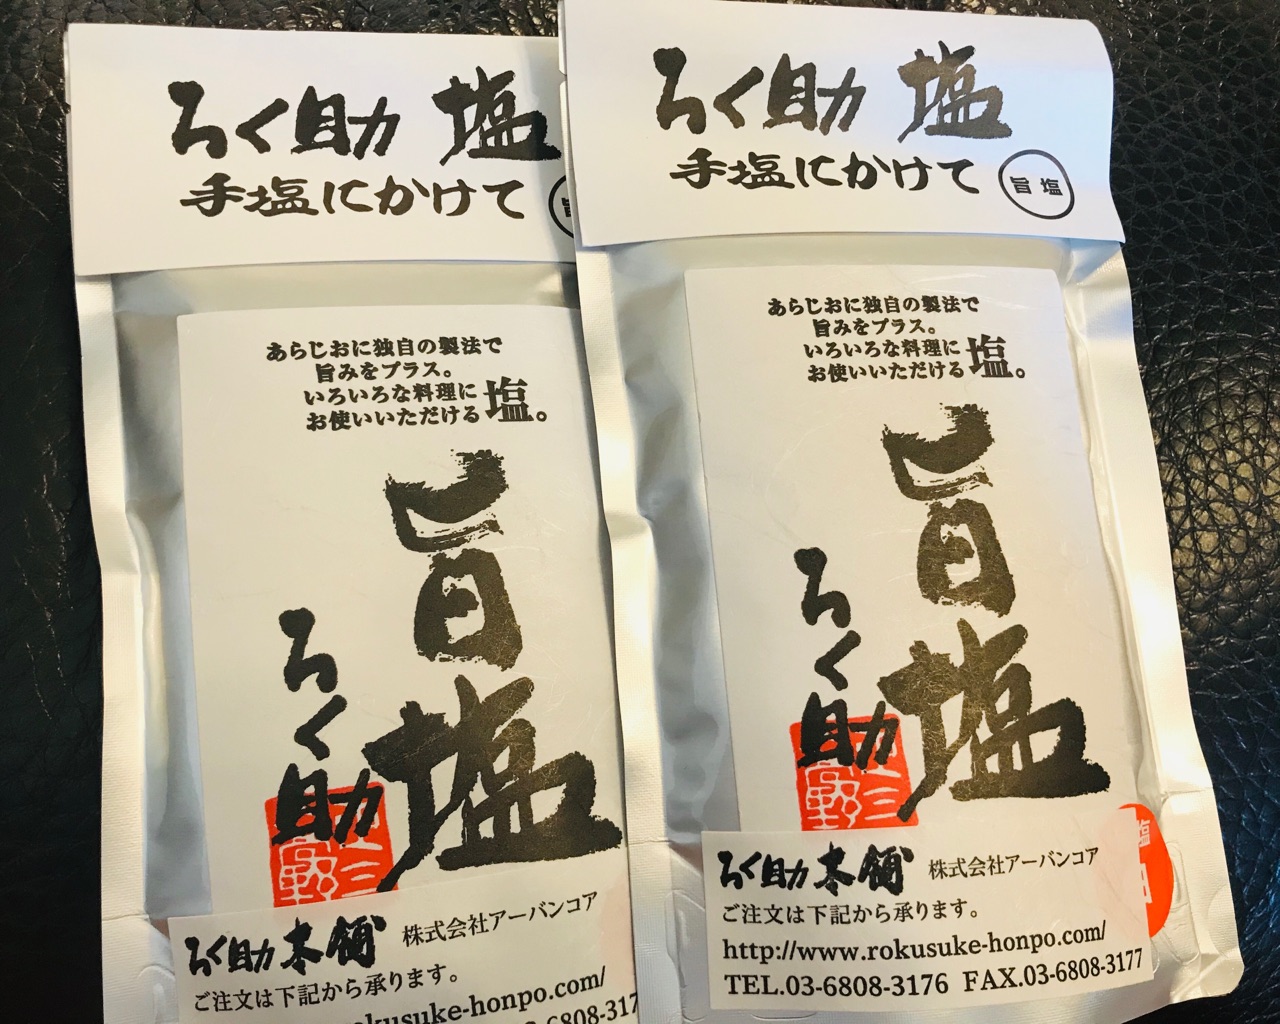 ろく助 塩
手塩にかけて
あらじおに独自の製法で
旨みをプラス。
いろいろな料理に
お使いいただける塩。
旨塩
ろく助
ろく助本舗 株式会社アーバンコア
ご注文は下記から承ります。
okusuke-honpo.com/
6808-317
ろく助 塩
手塩にかけて 旨塩
あらじおに独自の製法で
旨みをプラス。
いろいろな料理に
お使いいただける塩。
旨塩
ろく助
ろく助本舗 株式会社アーバンコア
ご注文は下記から承ります。
http://www.rokusuke-honpo.com/
TEL.03-6808-3176 FAX.03-6808-3177